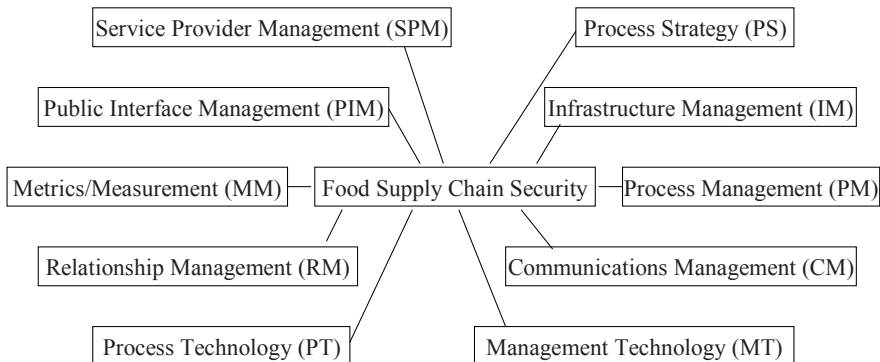 Service Provider Management (SPM)
Process Strategy (PS)
Public Interface Management (PIM)
Infrastructure Management (IM)
Metrics/Measurement (MM)
Food Supply Chain Security
Process Management (PM)
Relationship Management (RM)
Communications Management (CM)
Process Technology (PT)
Management Technology (MT)